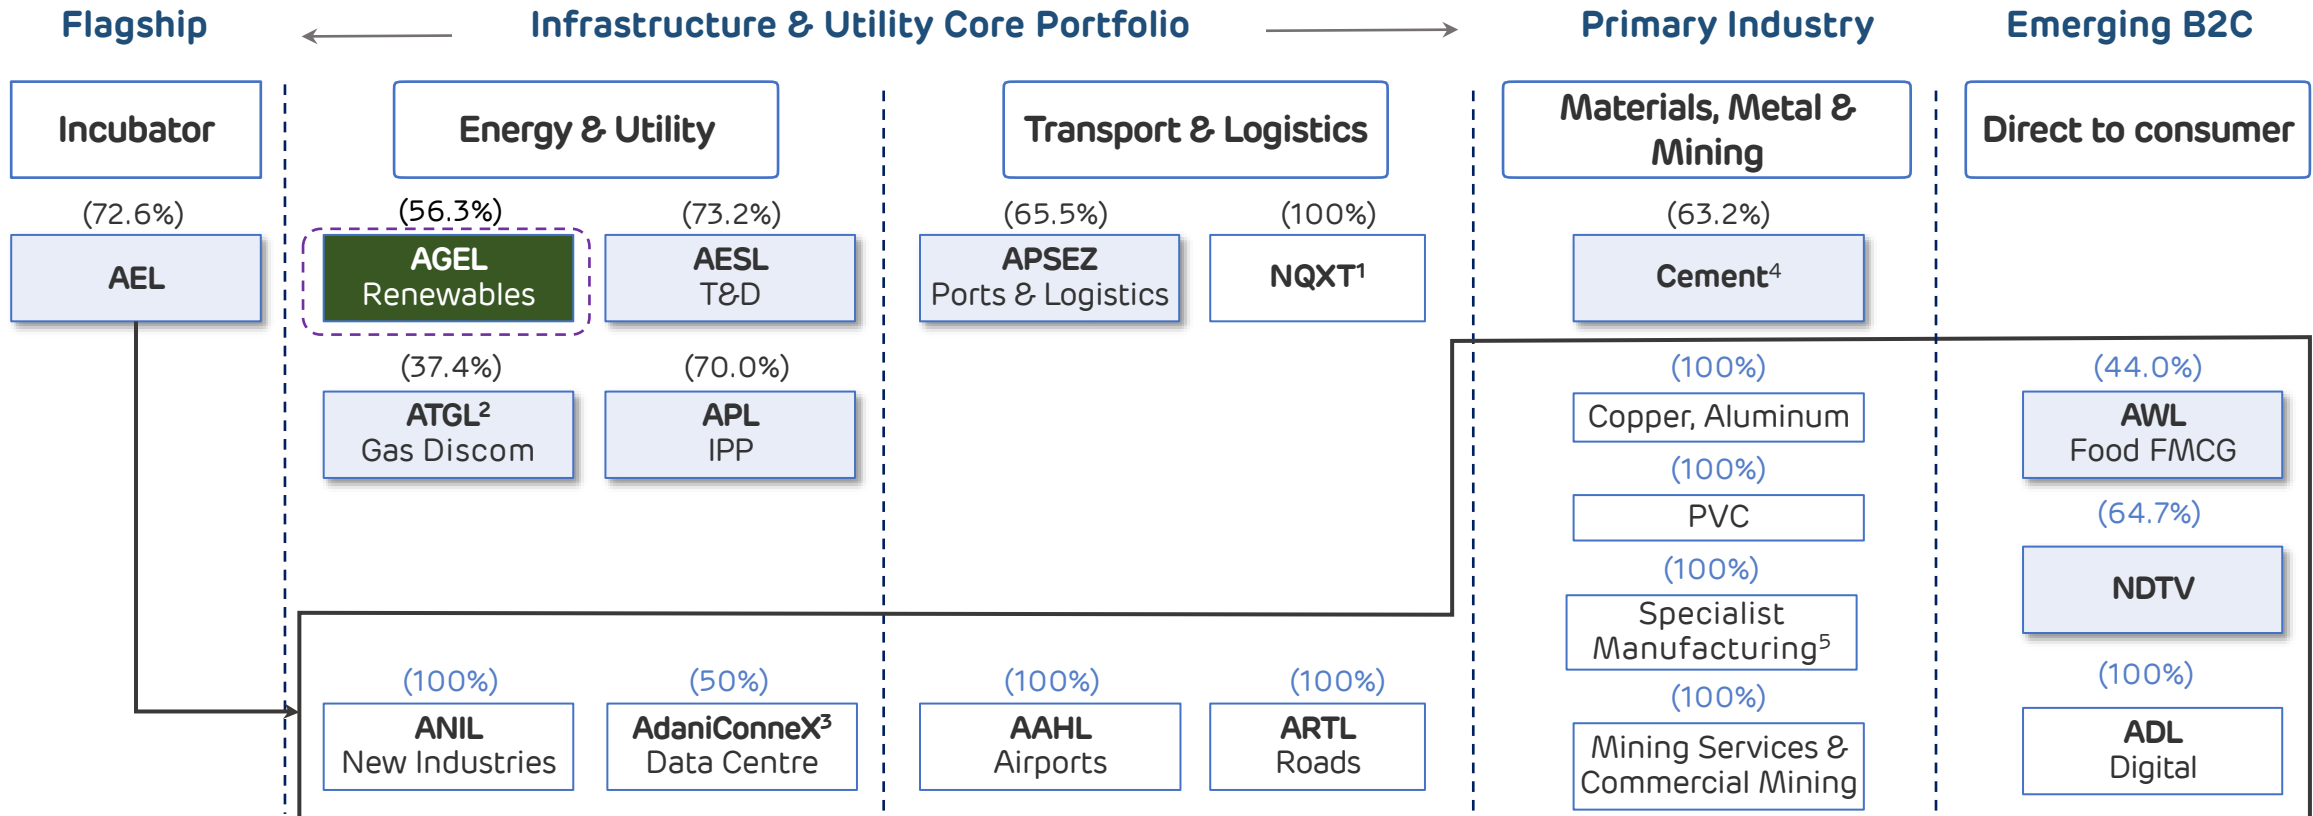 Flagship
Infrastructure & Utility Core Portfolio
Primary Industry
Emerging B2C
Incubator
Energy & Utility
Transport & Logistics
Materials, Metal &
Mining
Direct to consumer
(72.6%)
(56.3%)
(73.2%)
(65.5%)
(100%)
(63.2%)
AEL
AGEL
Renewables
AESL
T&D
APSEZ
Ports & Logistics
NQXT¹
Cement⁴
(37.4%)
(70.0%)
(100%)
(44.0%)
ATGL²
Gas Discom
APL
IPP
Copper, Aluminum
AWL
Food FMCG
(100%)
PVC
(64.7%)
NDTV
(100%)
Specialist
Manufacturing⁵
(100%)
(50%)
(100%)
(100%)
(100%)
(100%)
ANIL
New Industries
AdaniConneX³
Data Centre
AAHL
Airports
ARTL
Roads
Mining Services &
Commercial Mining
ADL
Digital